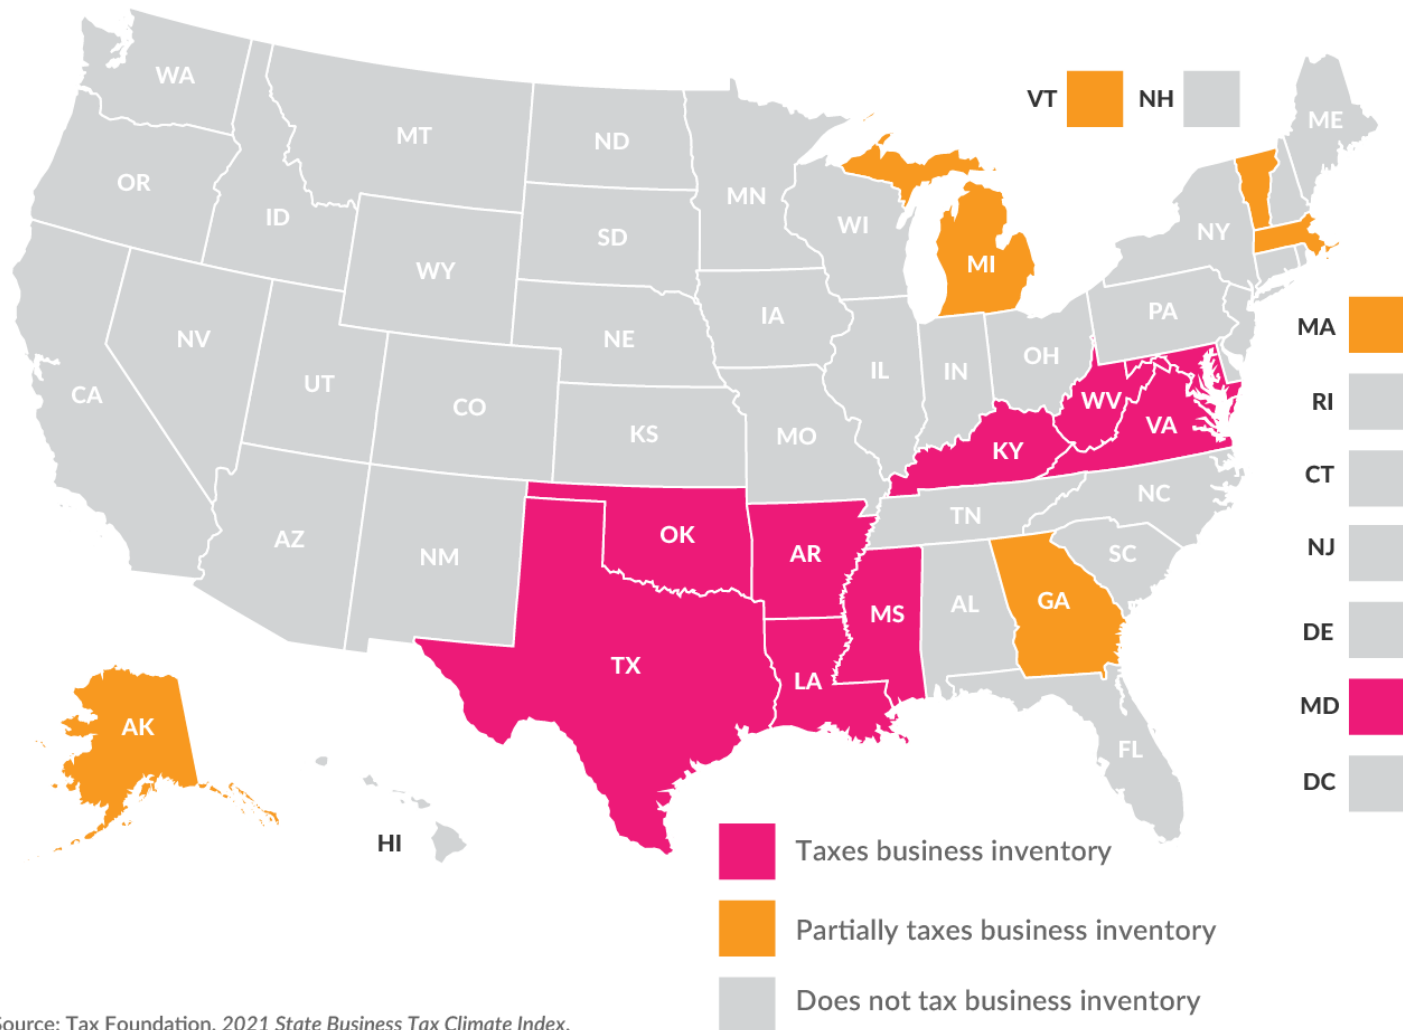 WA
MT
ND
MN
VT
NH
ME
OR
ID
SD
WI
NY
WY
MI
IA
PA
NV
NE
MA
UT
CO
IL
IN
OH
CA
KS
MO
WV
VA
RI
KY
CT
AZ
NM
OK
AR
TN
NC
SC
NJ
MS
AL
GA
DE
TX
LA
MD
AK
FL
DC
HI
Taxes business inventory
Partially taxes business inventory
Does not tax business inventory
Source: Tax Foundation, 2021 State Business Tax Climate Index.